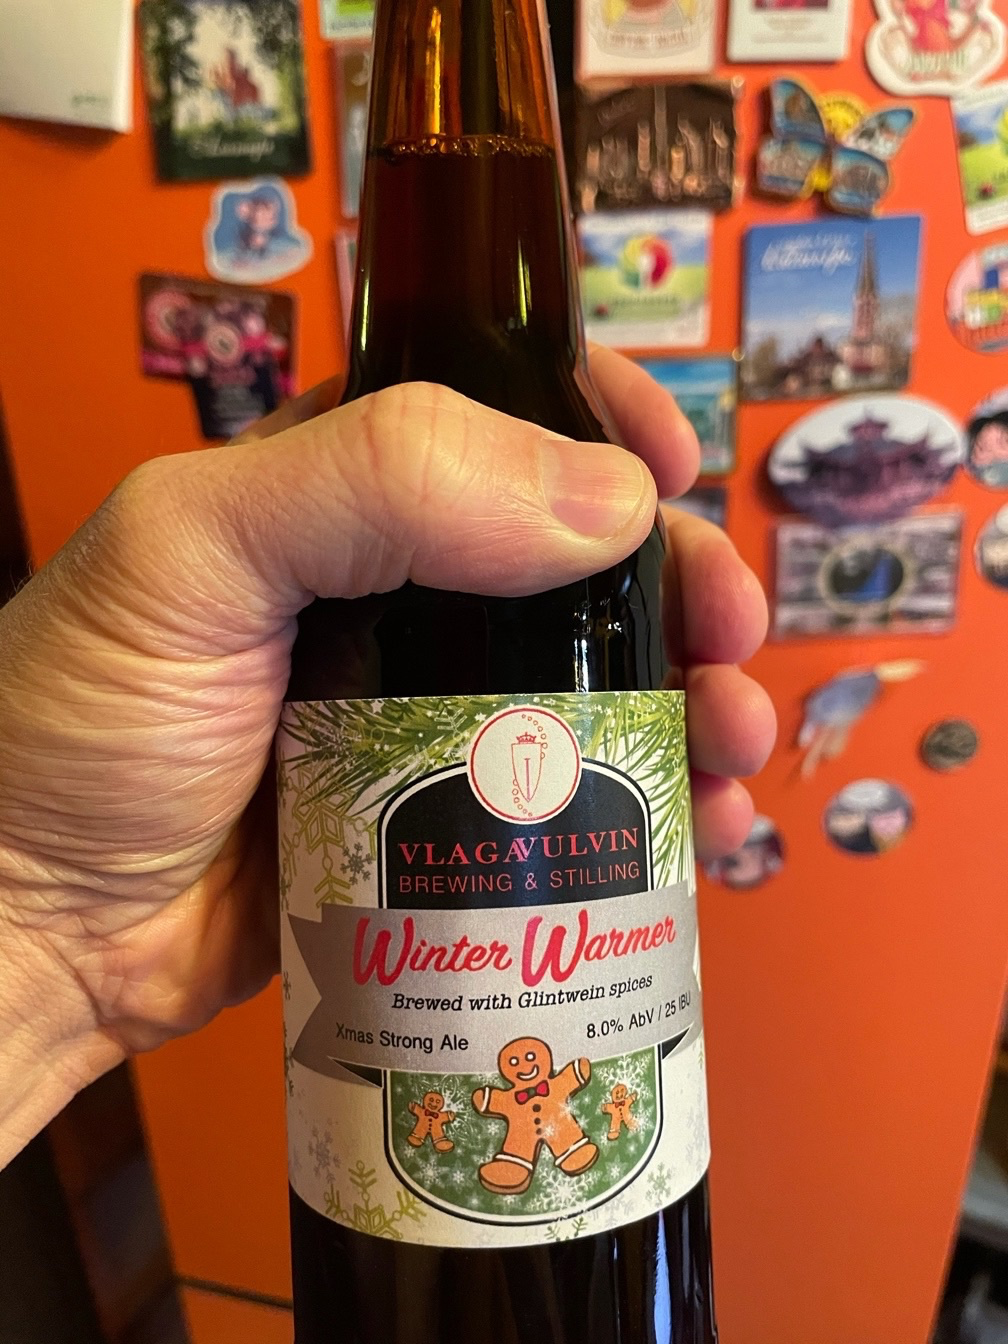 VLAGAVULVIN
BREWING & STILLING
Winter Warmer
Brewed with Glintwein spices
Xmas Strong Ale
8.0% AbV / 25 IBU